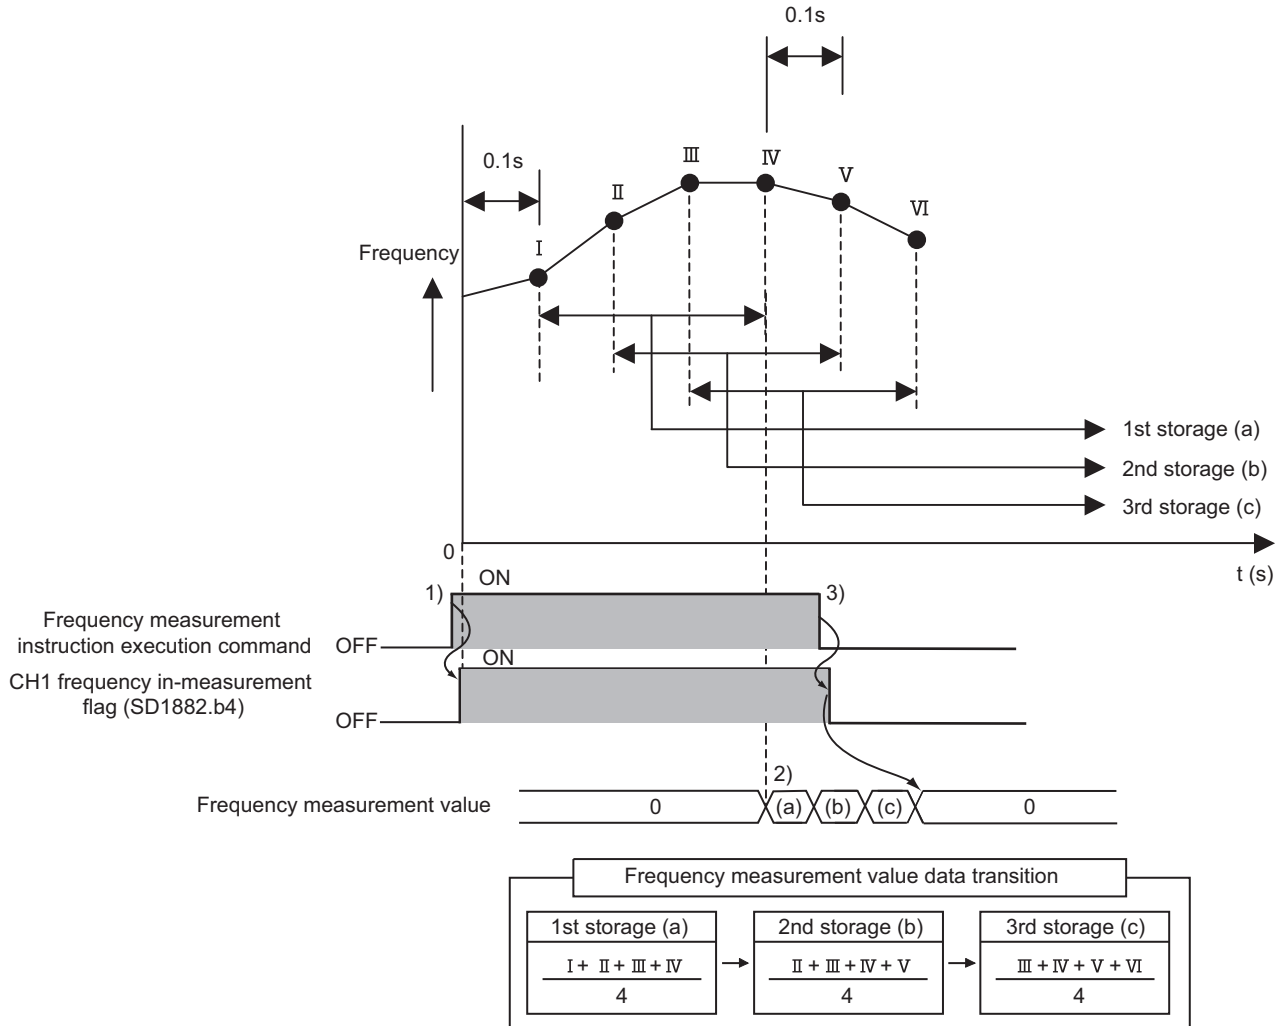 0.1s
0.1s
Ⅲ
Ⅳ
Ⅴ
Ⅱ
Ⅵ
Ⅰ
Frequency
1st storage (a)
2nd storage (b)
3rd storage (c)
0
t (s)
1)
ON
3)
Frequency measurement
instruction execution command
OFF
ON
CH1 frequency in-measurement
flag (SD1882.b4)
OFF
2)
Frequency measurement value
0
(a)
(b)
(c)
0
Frequency measurement value data transition
1st storage (a)
2nd storage (b)
3rd storage (c)
Ⅰ + Ⅱ + Ⅲ + Ⅳ
Ⅱ + Ⅲ + Ⅳ + Ⅴ
Ⅲ + Ⅳ + Ⅴ + Ⅵ
4
4
4